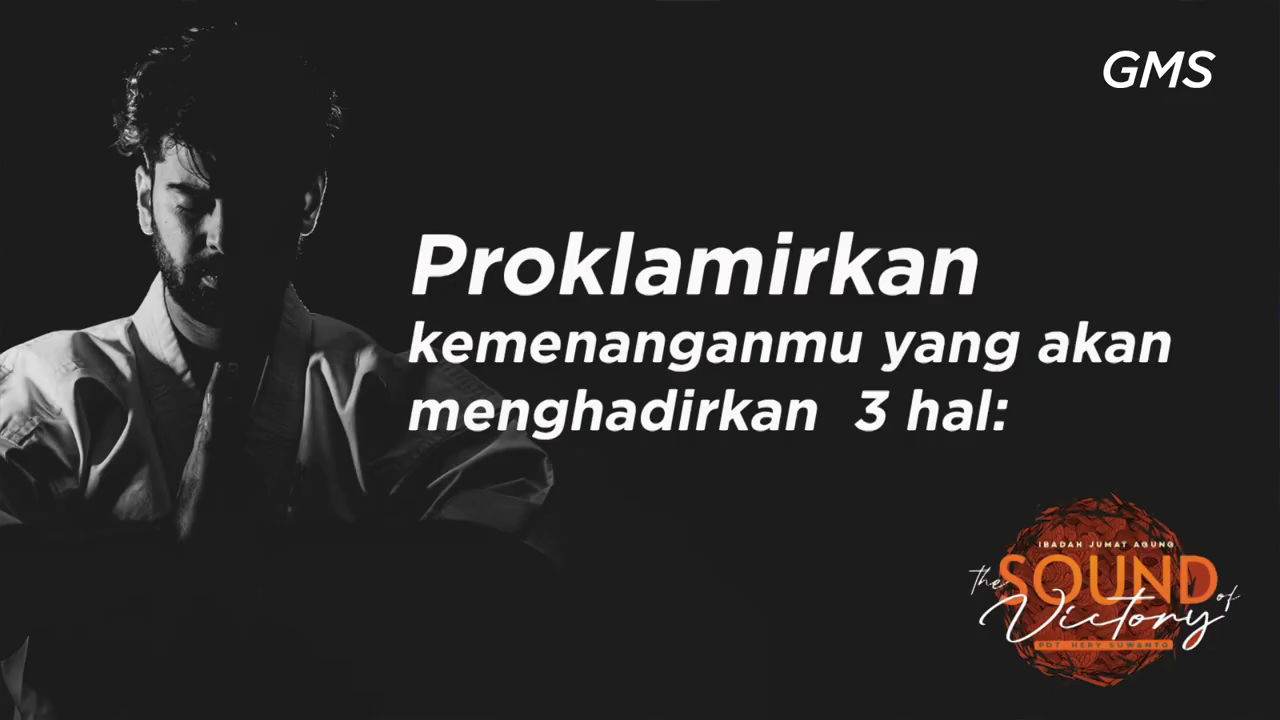 GMS
Proklamirkan
kemenanganmu yang akan
menghadirkan 3 hal:
IBADAH JUMAT AGUNG
The SOUND of
Victory
PDT. HERY SUWANTO